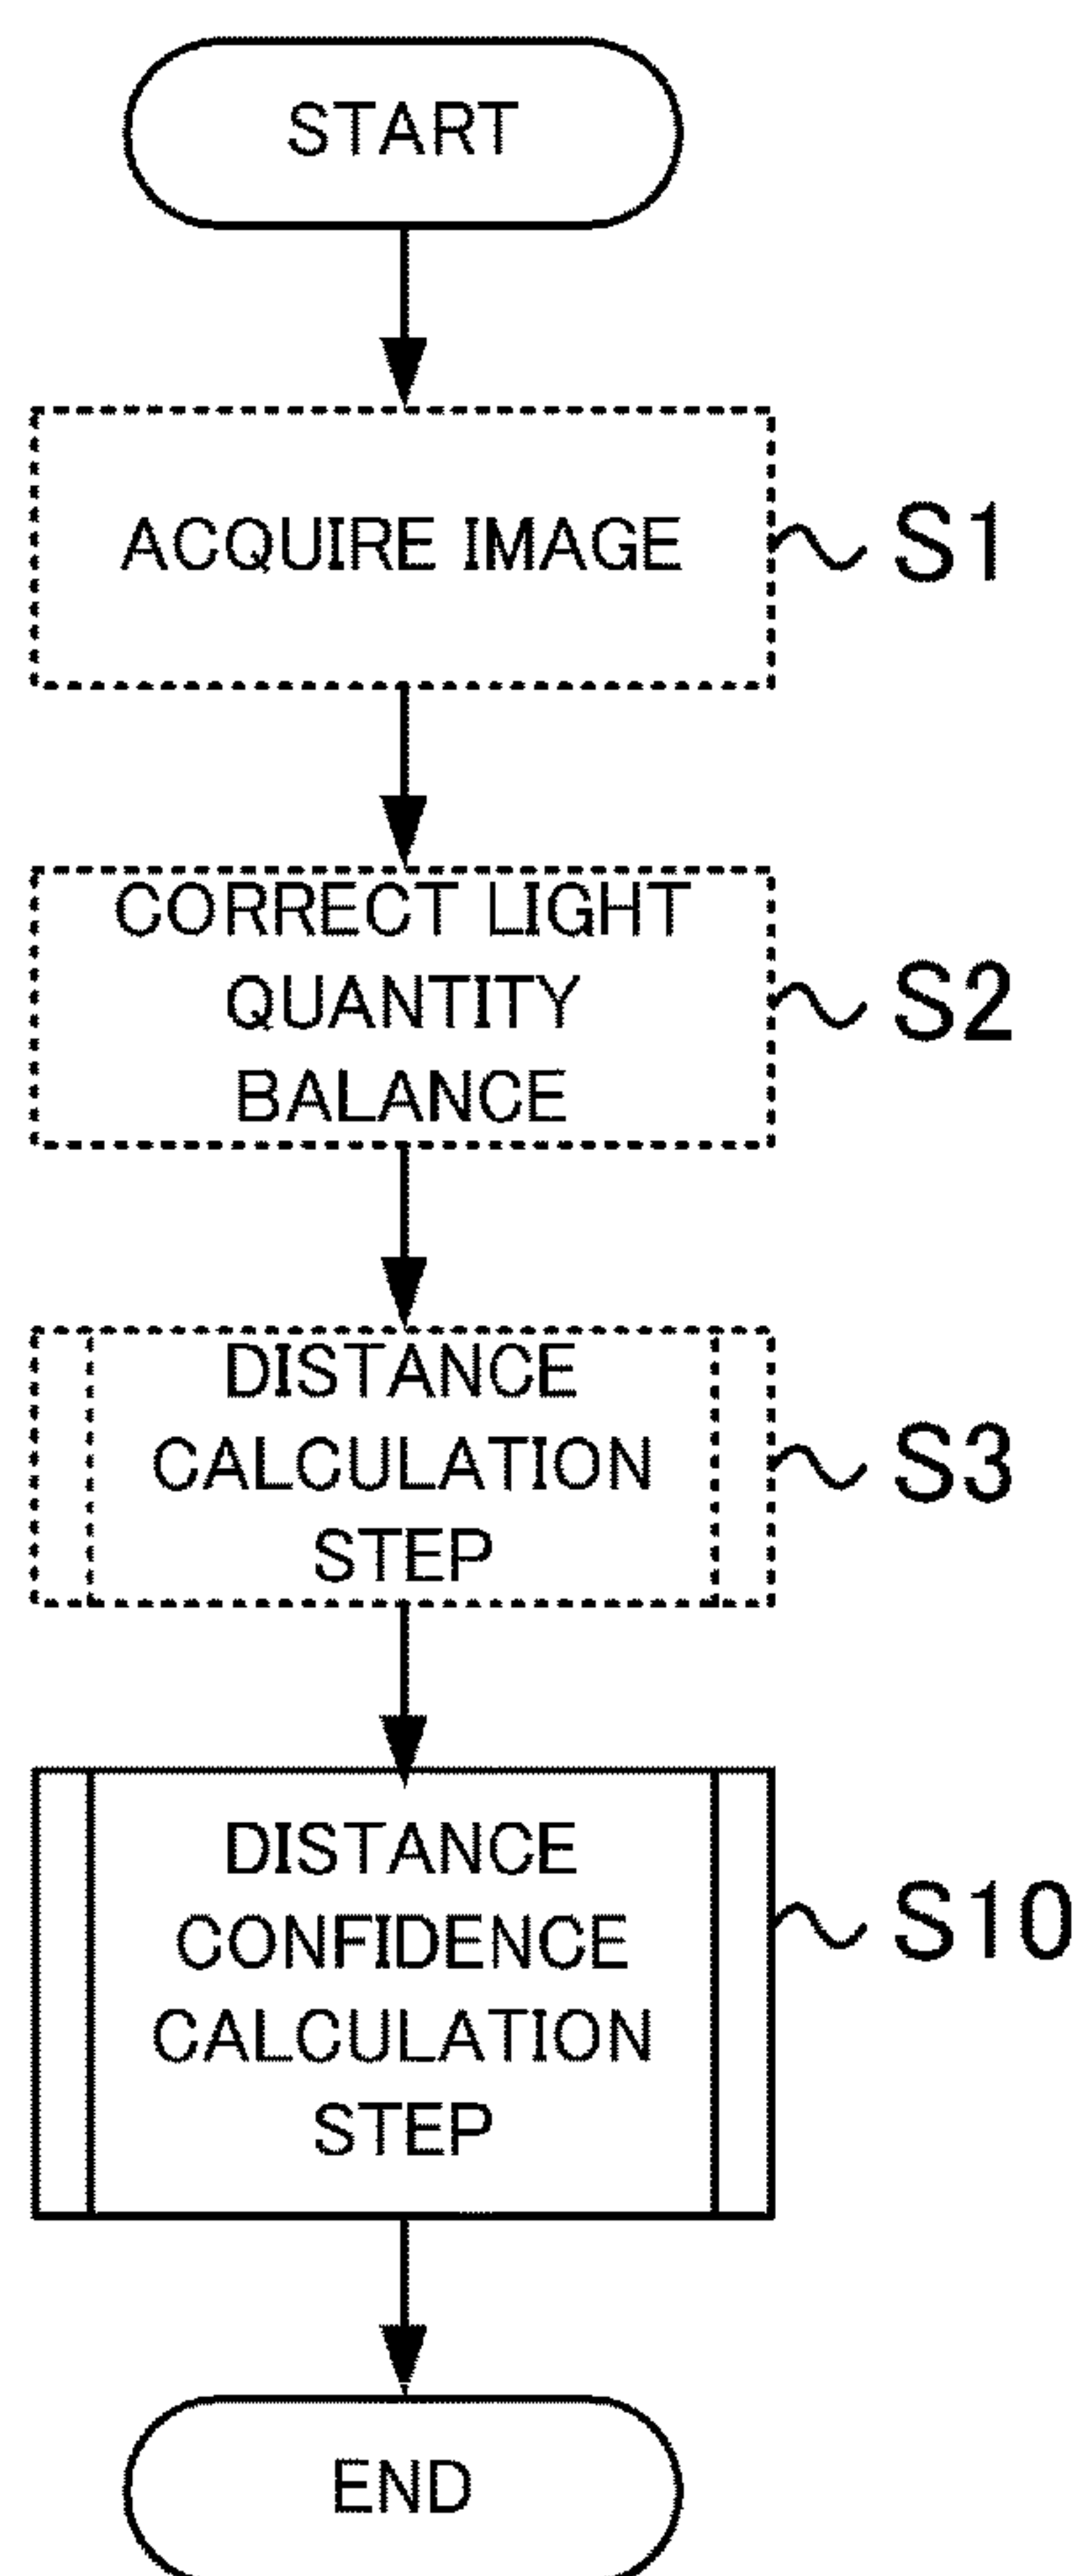 START
ACQUIRE IMAGE
S1
CORRECT LIGHT
QUANTITY
BALANCE
S2
DISTANCE
CALCULATION
STEP
S3
DISTANCE
CONFIDENCE
CALCULATION
STEP
S10
END